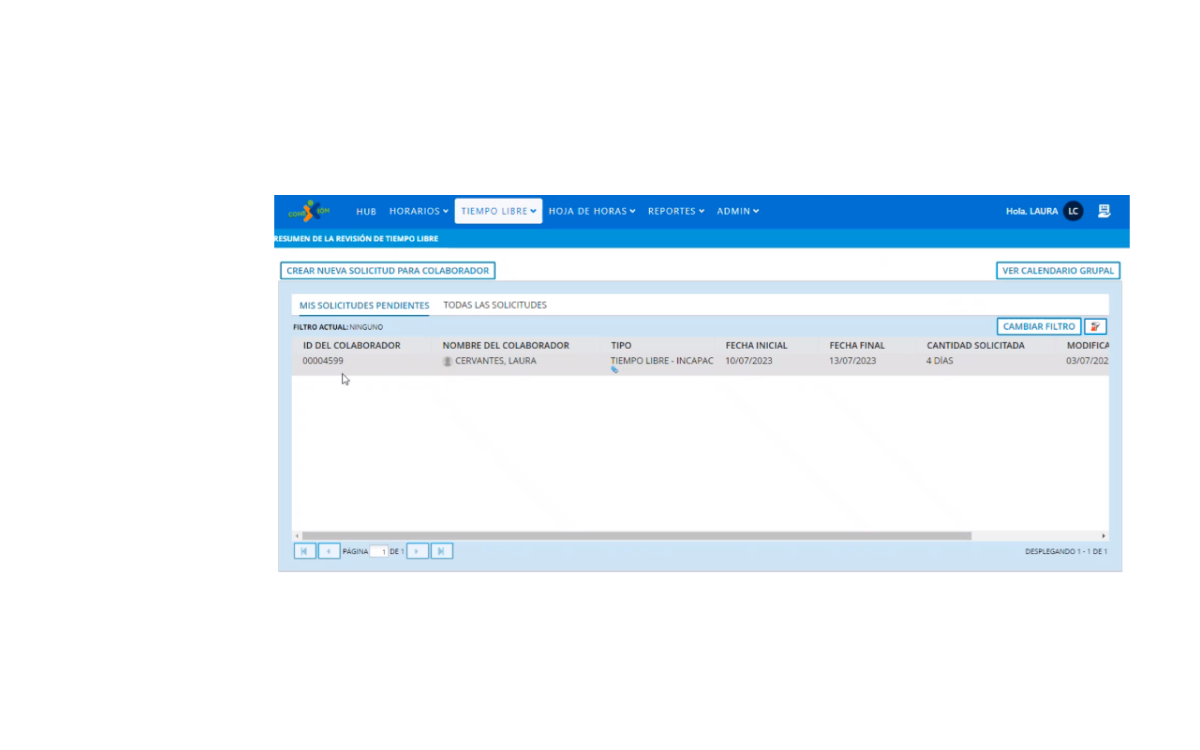 HUB HORARIOS TIEMPO LIBRE HOJA DE HORAS REPORTES ADMIN Hola, LAURA LC
RESUMEN DE LA REVISIÓN DE TIEMPO LIBRE
CREAR NUEVA SOLICITUD PARA COLABORADOR VER CALENDARIO GRUPAL
MIS SOLICITUDES PENDIENTES TODAS LAS SOLICITUDES
FILTRO ACTUAL: NINGUNO CAMBIAR FILTRO
ID DEL COLABORADOR NOMBRE DEL COLABORADOR TIPO FECHA INICIAL FECHA FINAL CANTIDAD SOLICITADA MODIFICA
00004599 CERVANTES, LAURA TIEMPO LIBRE - INCAPAC 10/07/2023 13/07/2023 4 DÍAS 03/07/202
PÁGINA 1 DE 1 DESPLEGANDO 1 - 1 DE 1